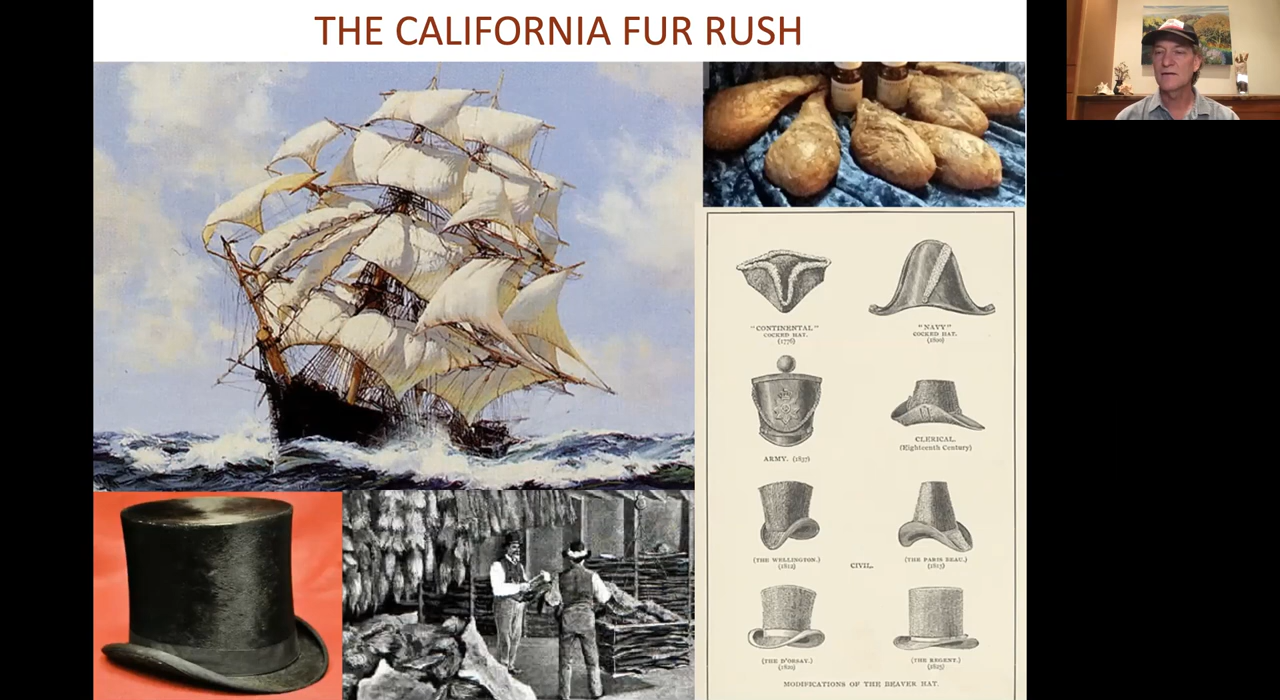 THE CALIFORNIA FUR RUSH
"CONTINENTAL"
COCKED HAT.
(1776)
"NAVY"
COCKED HAT.
(1800)
ARMY. (1837)
CLERICAL.
(Eighteenth Century)
(THE WELLINGTON.)
(1812)
CIVIL.
(THE PARIS BEAU.)
(1815)
(THE D'ORSAY.)
(1820)
(THE REGENT.)
(1825)
MODIFICATIONS OF THE BEAVER HAT.